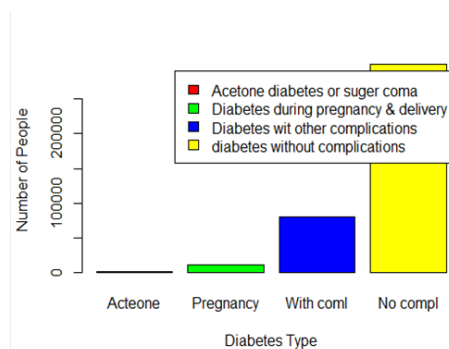 Acetone diabetes or suger coma
Diabetes during pregnancy & delivery
Diabetes wit other complications
diabetes without complications
Number of People
200000
100000
0
Acteone
Pregnancy
With coml
No compl
Diabetes Type